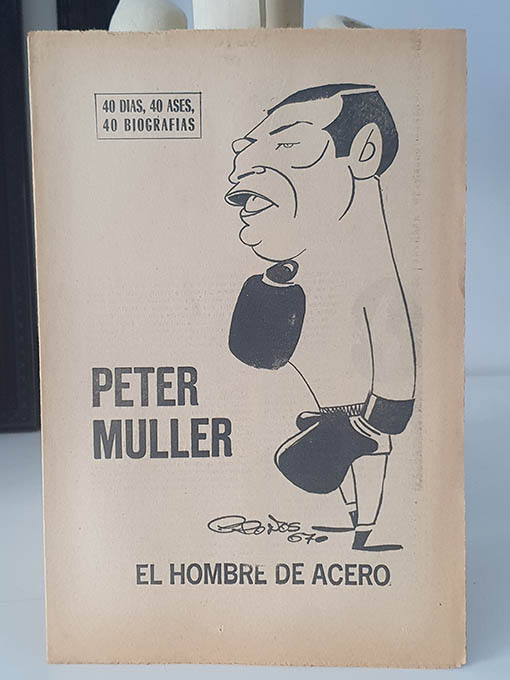 40 DIAS, 40 ASES,
40 BIOGRAFIAS
PETER
MULLER
EL HOMBRE DE ACERO